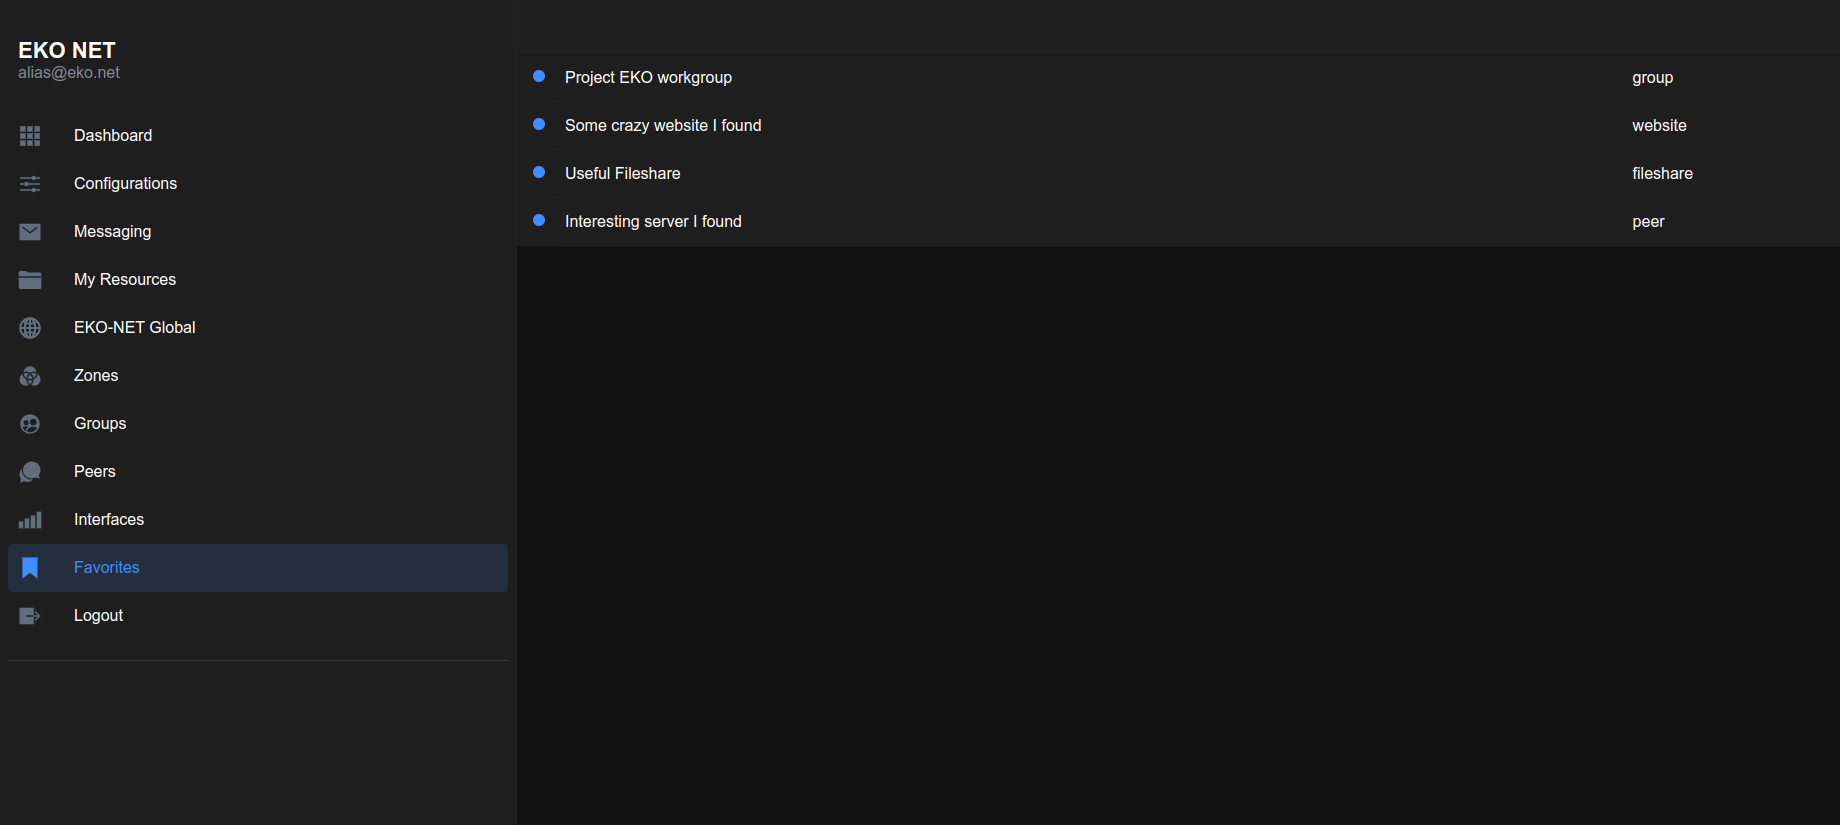 EKO NET
alias@eko.net
Dashboard
Configurations
Messaging
My Resources
EKO-NET Global
Zones
Groups
Peers
Interfaces
Favorites
Logout
Project EKO workgroup group
Some crazy website I found website
Useful Fileshare fileshare
Interesting server I found peer